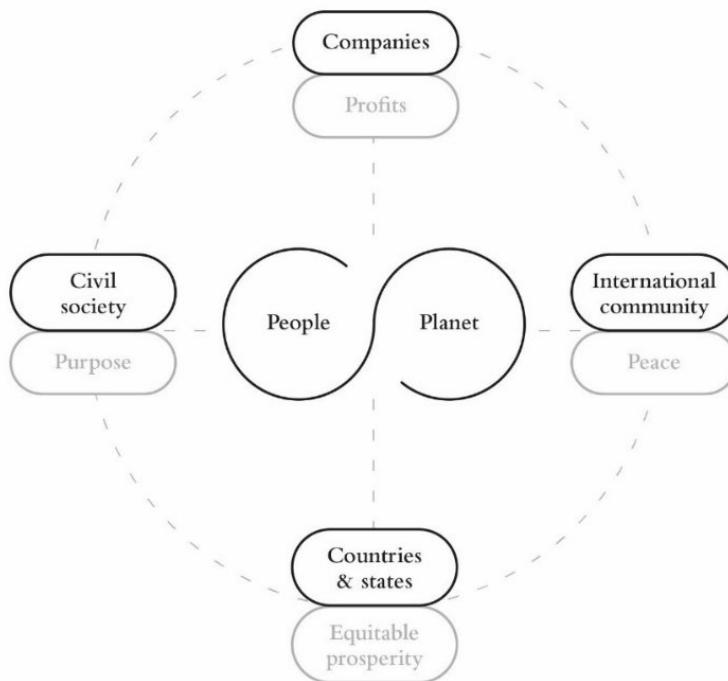 Companies
Profits
Civil
society
Purpose
People
Planet
International
community
Peace
Countries
& states
Equitable
prosperity